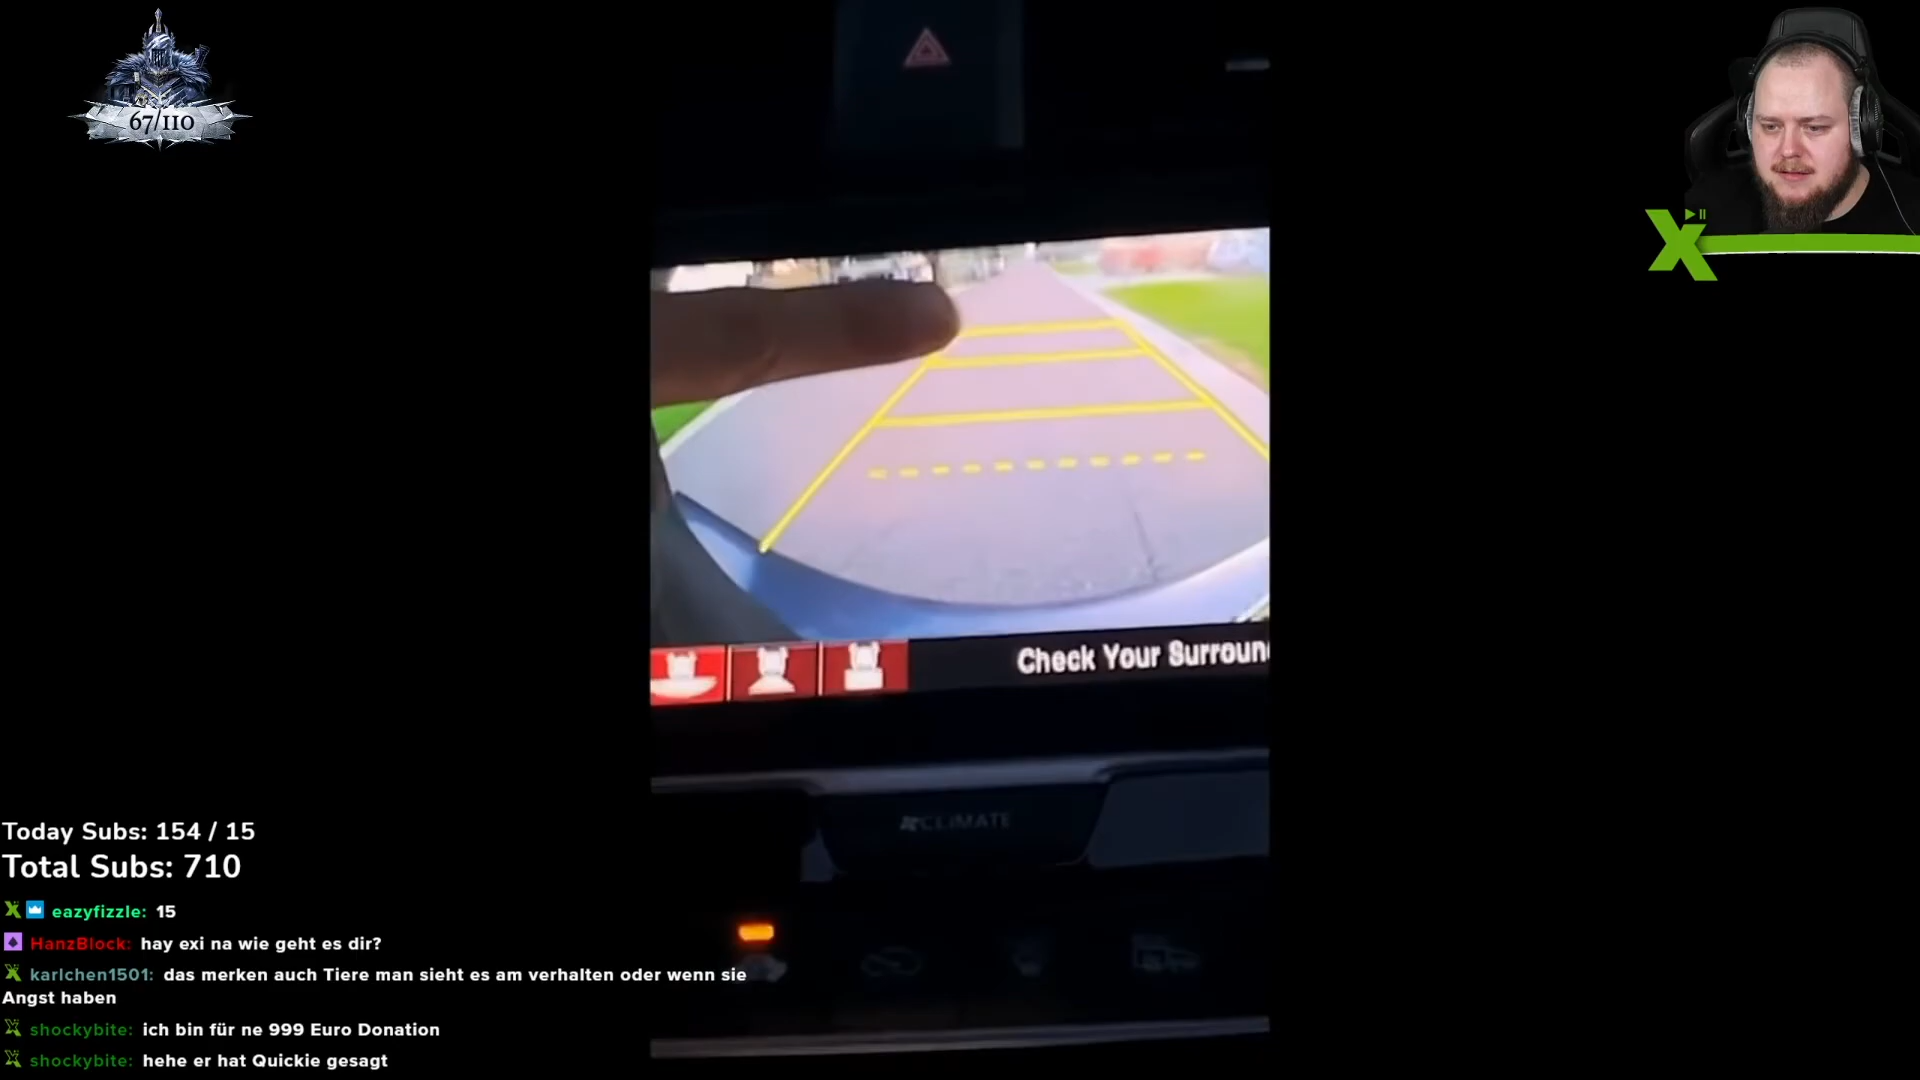 67/110
Check Your Surroun
CLIMATE
Today Subs: 154 / 15
Total Subs: 710
eazyfizzle: 15
HanzBlock: hay exi na wie geht es dir?
karlchen1501: das merken auch Tiere man sieht es am verhalten oder wenn sie
Angst haben
shockybite: ich bin für ne 999 Euro Donation
shockybite: hehe er hat Quickie gesagt